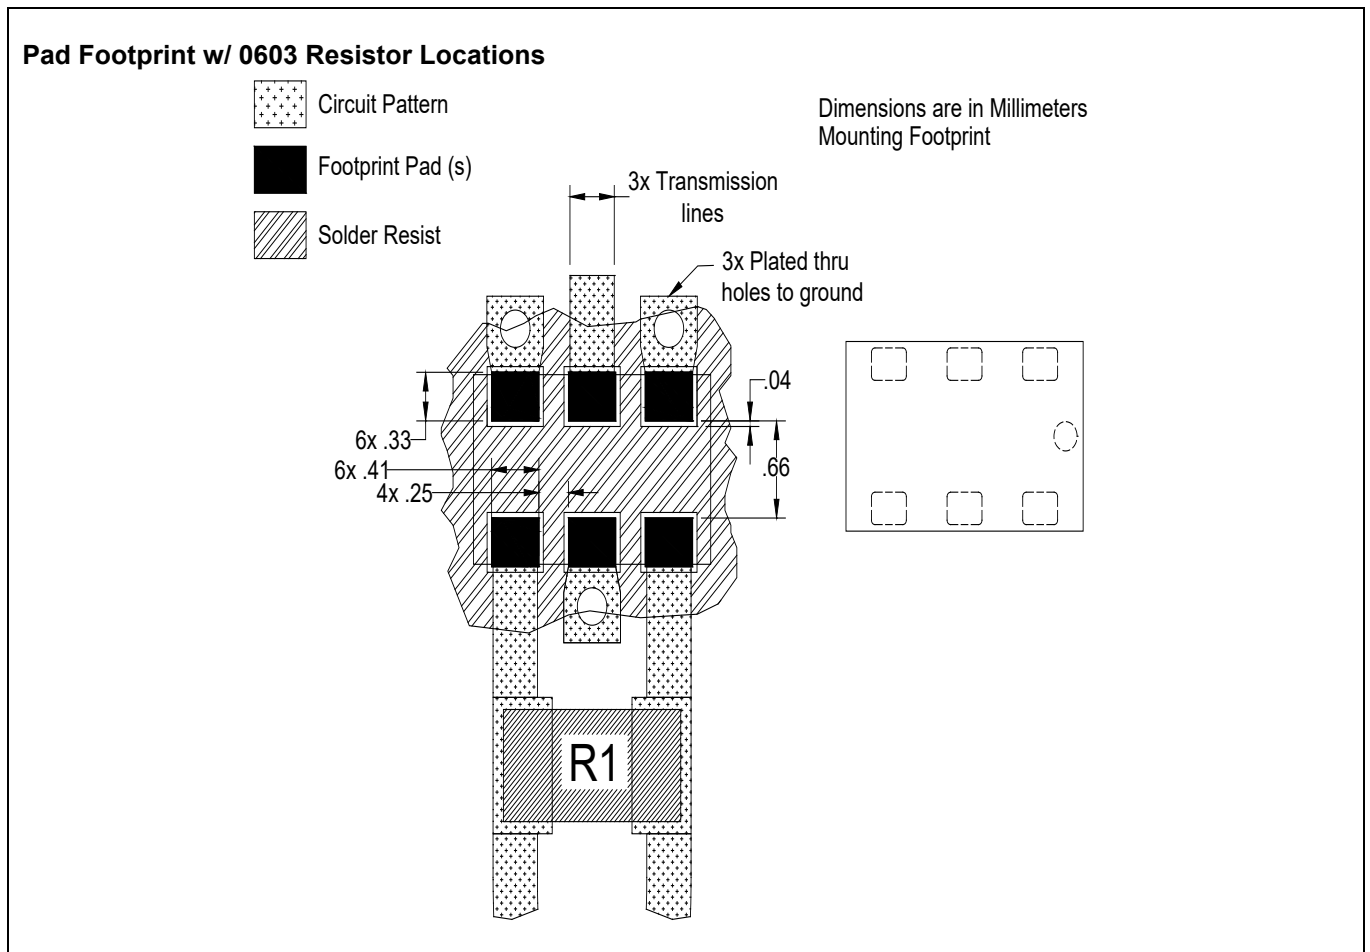 Pad Footprint w/ 0603 Resistor Locations
Circuit Pattern
Dimensions are in Millimeters
Mounting Footprint
Footprint Pad (s)
3x Transmission
lines
Solder Resist
3x Plated thru
holes to ground
.04
6x .33
6x .41
.66
4x .25
R1